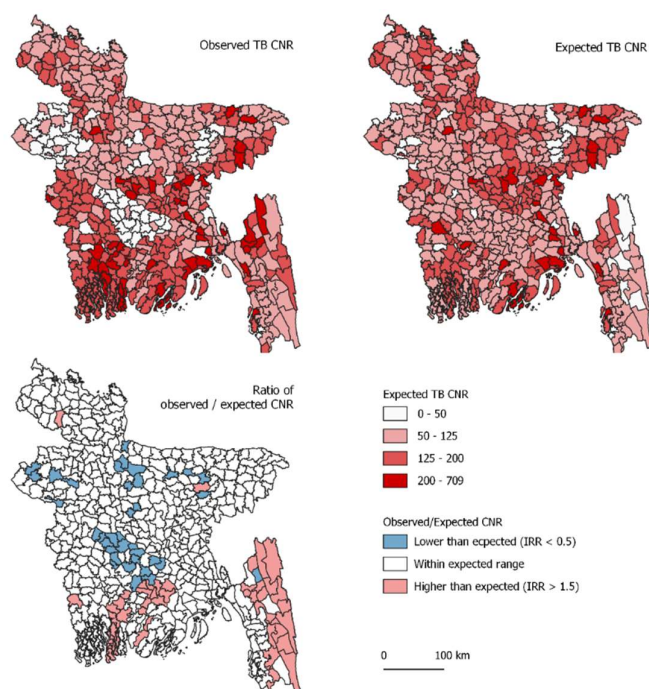 Observed TB CNR
Expected TB CNR
Ratio of
observed / expected CNR
Expected TB CNR
0 - 50
50 - 125
125 - 200
200 - 709
Observed/Expected CNR
Lower than ecpected (IRR < 0.5)
Within expected range
Higher than expected (IRR > 1.5)
0 100 km